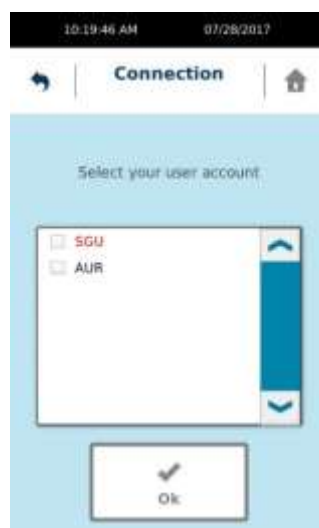 10:19:46 AM 07/28/2017
Connection
Select your user account
SGU
AUR
Ok